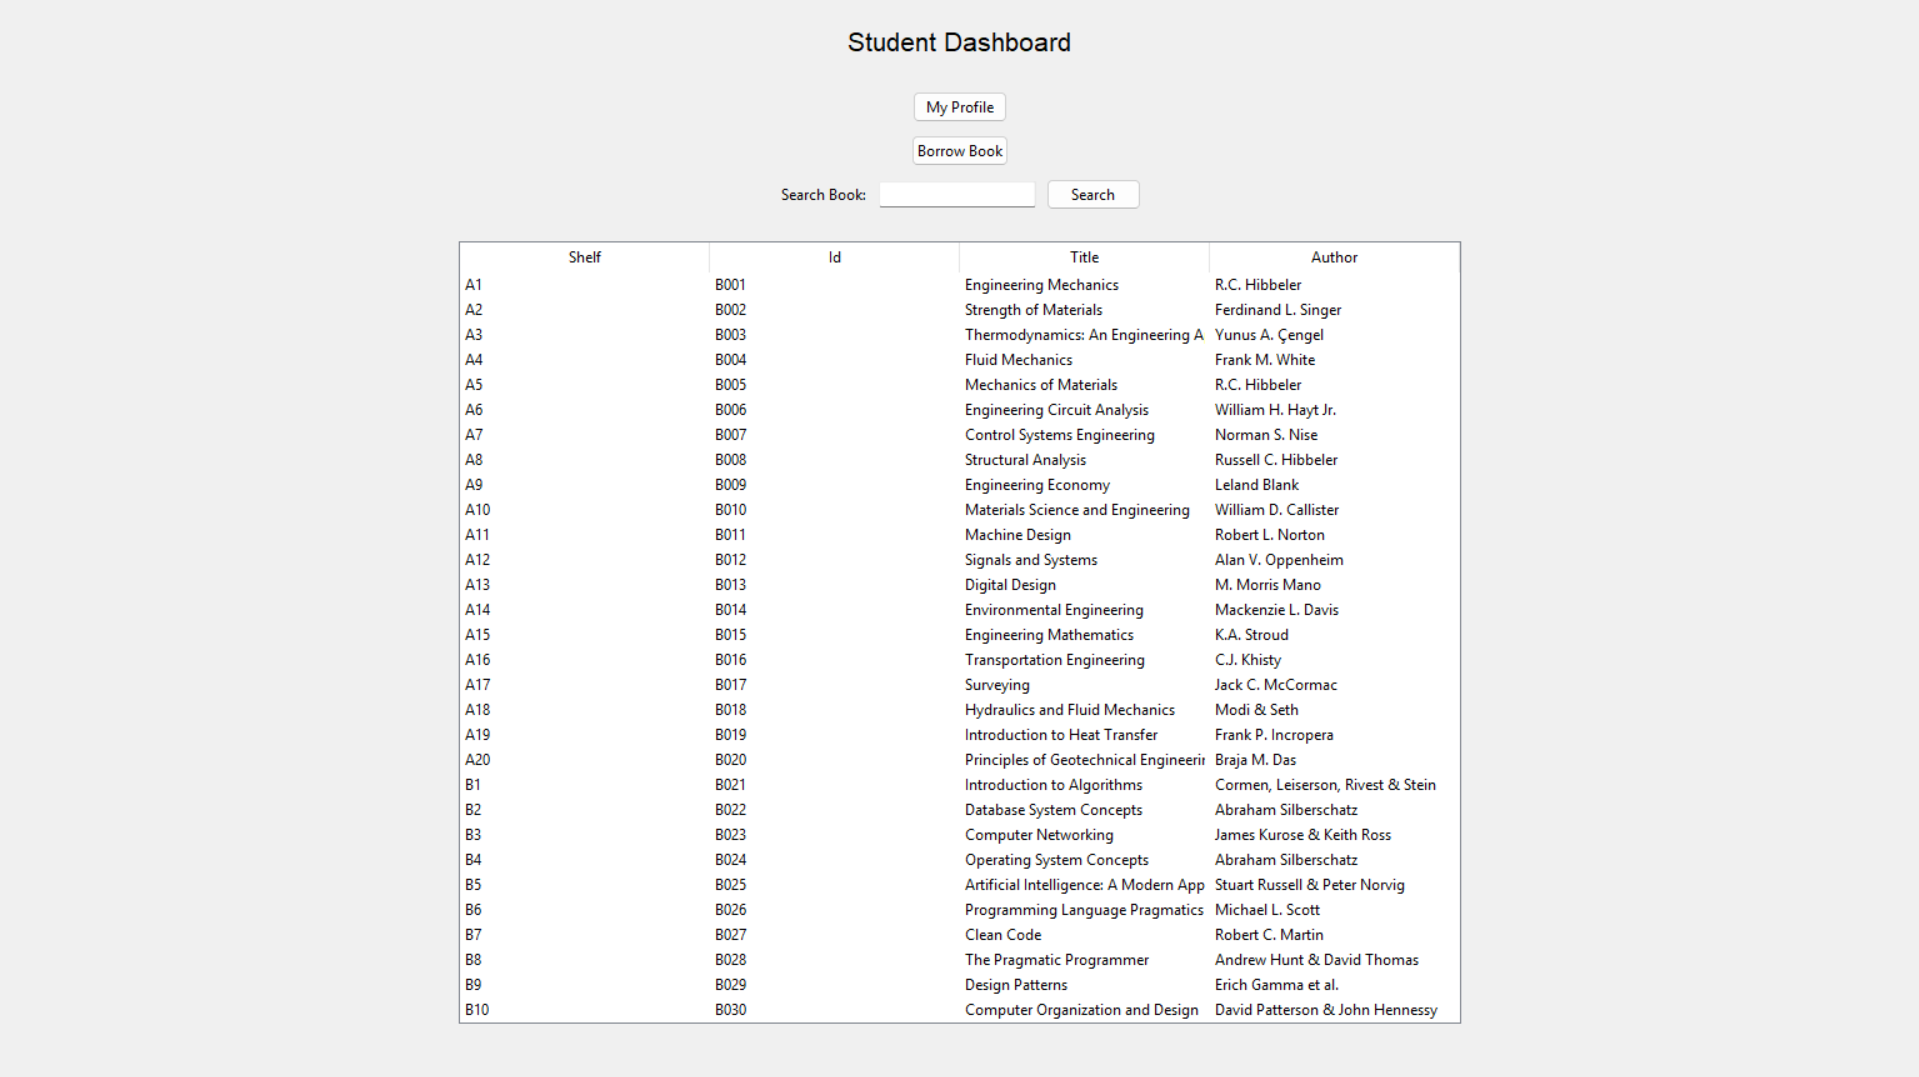 Student Dashboard
My Profile
Borrow Book
Search Book: Search
Shelf Id Title Author
A1 B001 Engineering Mechanics R.C. Hibbeler
A2 B002 Strength of Materials Ferdinand L. Singer
A3 B003 Thermodynamics: An Engineering A Yunus A. Çengel
A4 B004 Fluid Mechanics Frank M. White
A5 B005 Mechanics of Materials R.C. Hibbeler
A6 B006 Engineering Circuit Analysis William H. Hayt Jr.
A7 B007 Control Systems Engineering Norman S. Nise
A8 B008 Structural Analysis Russell C. Hibbeler
A9 B009 Engineering Economy Leland Blank
A10 B010 Materials Science and Engineering William D. Callister
A11 B011 Machine Design Robert L. Norton
A12 B012 Signals and Systems Alan V. Oppenheim
A13 B013 Digital Design M. Morris Mano
A14 B014 Environmental Engineering Mackenzie L. Davis
A15 B015 Engineering Mathematics K.A. Stroud
A16 B016 Transportation Engineering C.J. Khisty
A17 B017 Surveying Jack C. McCormac
A18 B018 Hydraulics and Fluid Mechanics Modi & Seth
A19 B019 Introduction to Heat Transfer Frank P. Incropera
A20 B020 Principles of Geotechnical Engineerin Braja M. Das
B1 B021 Introduction to Algorithms Cormen, Leiserson, Rivest & Stein
B2 B022 Database System Concepts Abraham Silberschatz
B3 B023 Computer Networking James Kurose & Keith Ross
B4 B024 Operating System Concepts Abraham Silberschatz
B5 B025 Artificial Intelligence: A Modern App Stuart Russell & Peter Norvig
B6 B026 Programming Language Pragmatics Michael L. Scott
B7 B027 Clean Code Robert C. Martin
B8 B028 The Pragmatic Programmer Andrew Hunt & David Thomas
B9 B029 Design Patterns Erich Gamma et al.
B10 B030 Computer Organization and Design David Patterson & John Hennessy